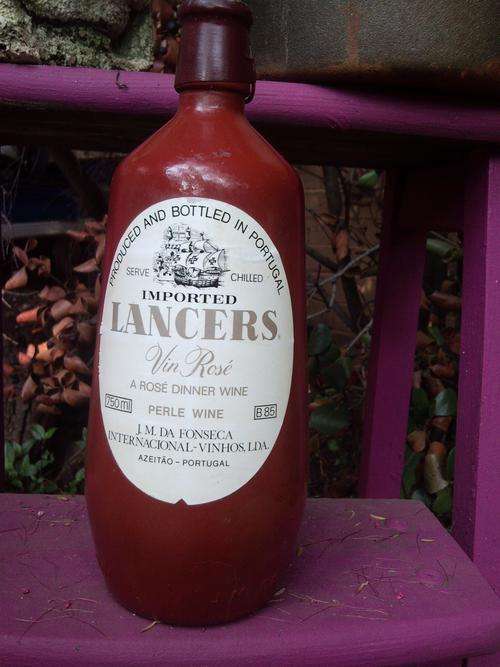 PRODUCED AND BOTTLED IN PORTUGAL
SERVE CHILLED
IMPORTED
LANCERS
Vin Rosé
A ROSÉ DINNER WINE
750 ml PERLE WINE B 85
J. M. DA FONSECA
INTERNACIONAL-VINHOS, LDA.
AZEITÃO - PORTUGAL